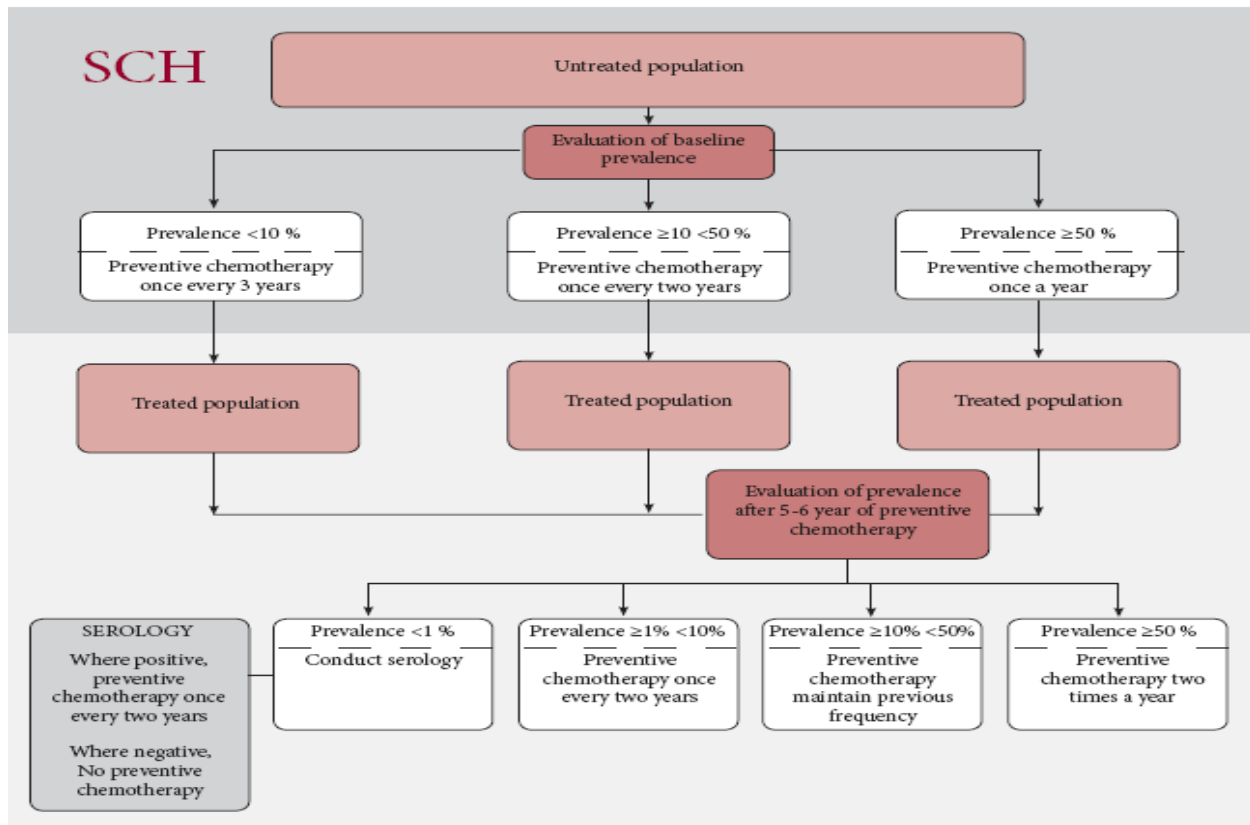 SCH
Untreated population
Evaluation of baseline
prevalence
Prevalence <10 %
Preventive chemotherapy
once every 3 years
Prevalence ≥10 <50 %
Preventive chemotherapy
once every two years
Prevalence ≥50 %
Preventive chemotherapy
once a year
Treated population
Treated population
Treated population
Evaluation of prevalence
after 5-6 year of preventive
chemotherapy
SEROLOGY
Where positive,
preventive
chemotherapy once
every two years
Where negative,
No preventive
chemotherapy
Prevalence <1 %
Conduct serology
Prevalence ≥1% <10%
Preventive
chemotherapy once
every two years
Prevalence ≥10% <50%
Preventive
chemotherapy
maintain previous
frequency
Prevalence ≥50 %
Preventive
chemotherapy two
times a year